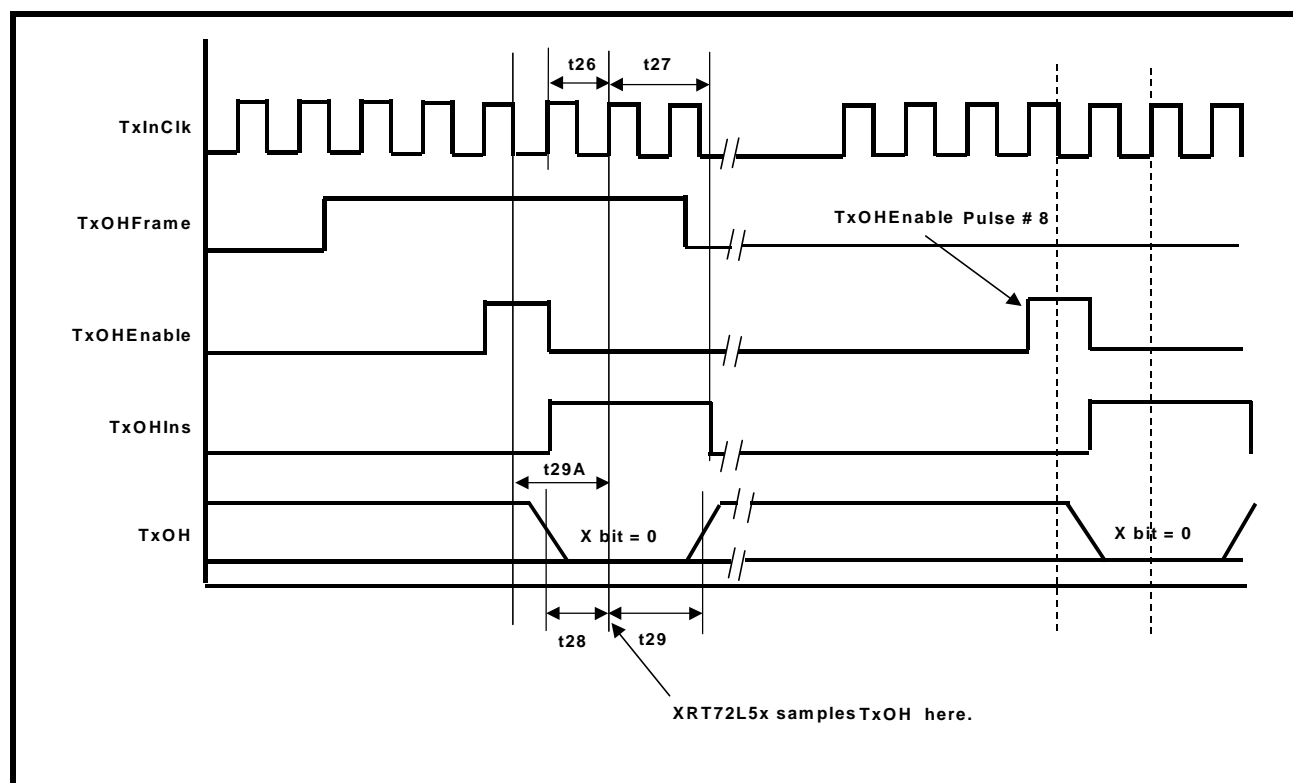 t26
t27
TxInClk
TxOHFrame
TxOHEnable Pulse # 8
TxOHEnable
TxOHIns
t29A
TxOH
X bit = 0
X bit = 0
t28
t29
XRT72L5x samples TxOH here.